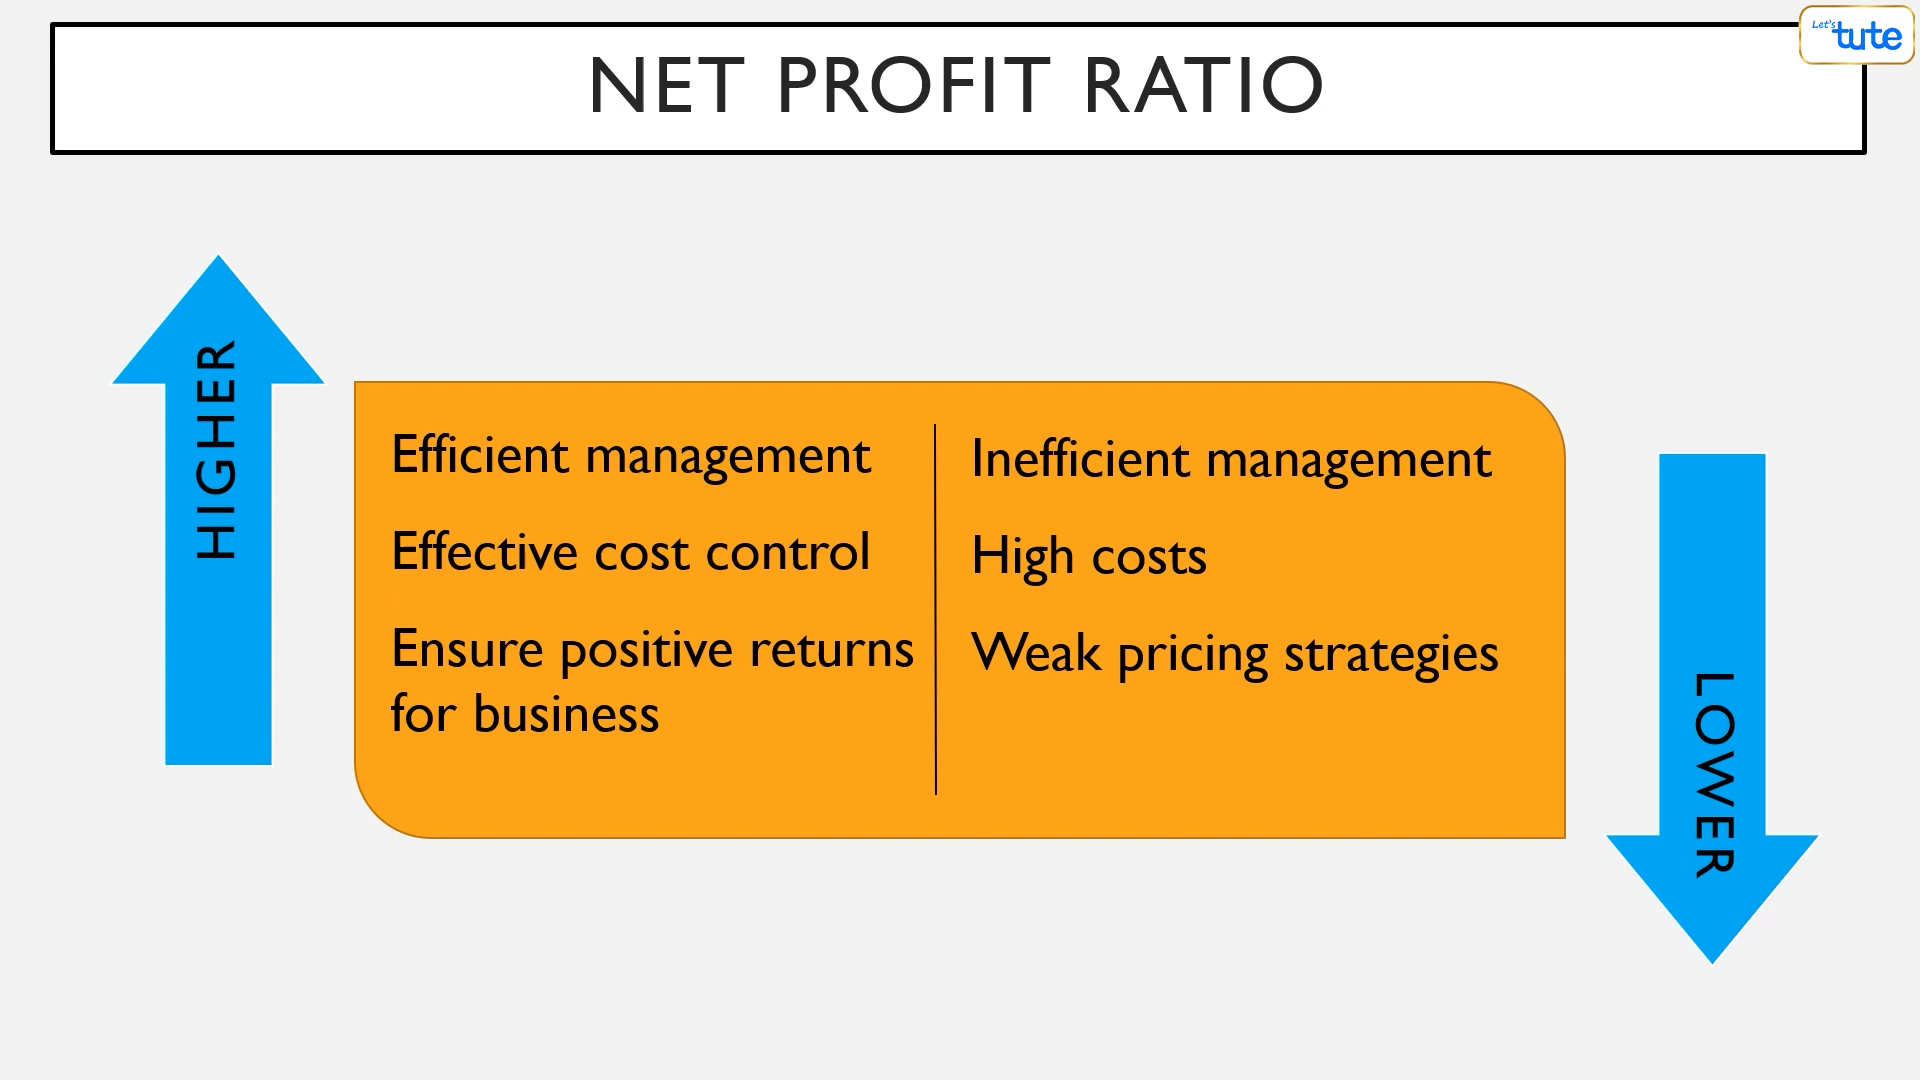 Let's
tute
NET PROFIT RATIO
HIGHER
Efficient management
Effective cost control
Ensure positive returns
for business
Inefficient management
High costs
Weak pricing strategies
LOWER